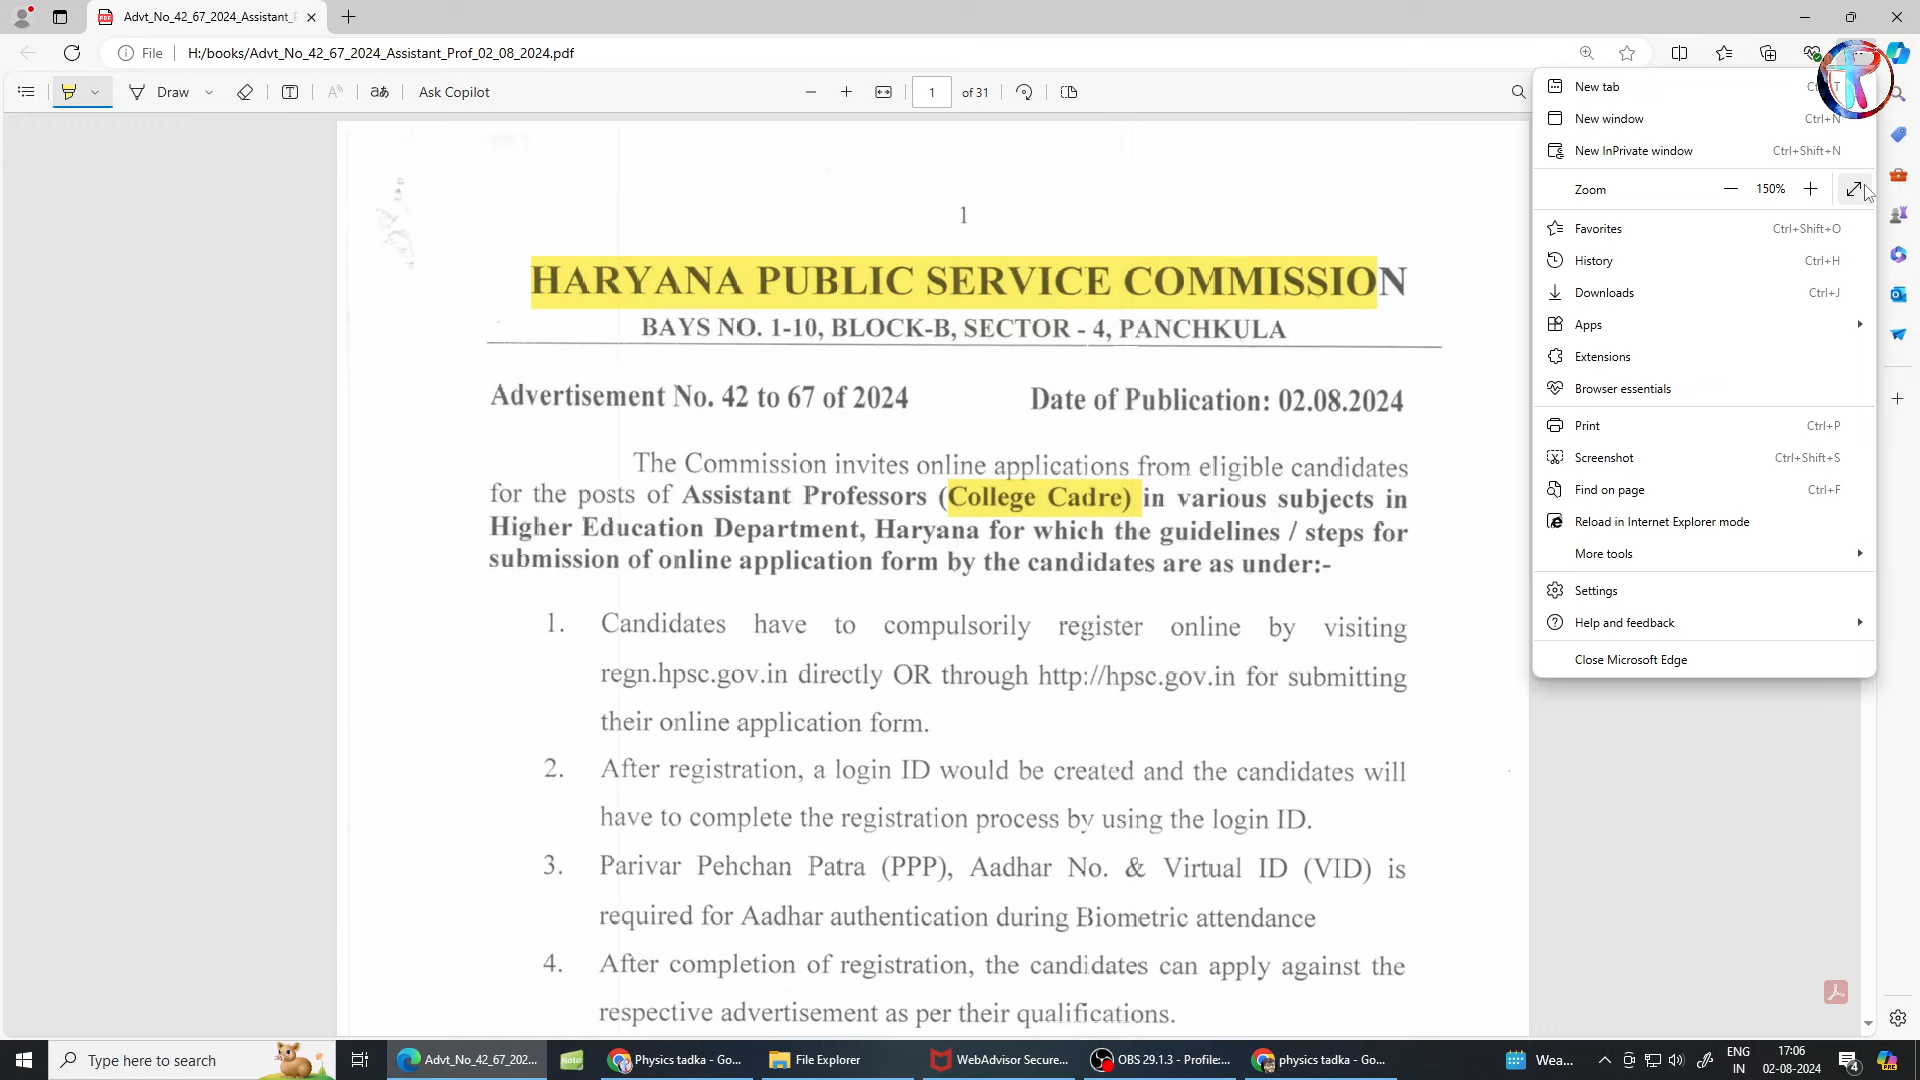 Advt_No_42_67_2024_Assistant_P
File
H:/books/Advt_No_42_67_2024_Assistant_Prof_02_08_2024.pdf
Draw
Ask Copilot
1
of 31
New tab
New window Ctrl+N
New InPrivate window Ctrl+Shift+N
Zoom 150%
Favorites Ctrl+Shift+O
History Ctrl+H
Downloads Ctrl+J
Apps
Extensions
Browser essentials
Print Ctrl+P
Screenshot Ctrl+Shift+S
Find on page Ctrl+F
Reload in Internet Explorer mode
More tools
Settings
Help and feedback
Close Microsoft Edge
1
HARYANA PUBLIC SERVICE COMMISSION
BAYS NO. 1-10, BLOCK-B, SECTOR - 4, PANCHKULA
Advertisement No. 42 to 67 of 2024 Date of Publication: 02.08.2024
The Commission invites online applications from eligible candidates
for the posts of Assistant Professors (College Cadre) in various subjects in
Higher Education Department, Haryana for which the guidelines / steps for
submission of online application form by the candidates are as under:-
1. Candidates have to compulsorily register online by visiting
regn.hpsc.gov.in directly OR through http://hpsc.gov.in for submitting
their online application form.
2. After registration, a login ID would be created and the candidates will
have to complete the registration process by using the login ID.
3. Parivar Pehchan Patra (PPP), Aadhar No. & Virtual ID (VID) is
required for Aadhar authentication during Biometric attendance
4. After completion of registration, the candidates can apply against the
respective advertisement as per their qualifications.
Type here to search
Advt_No_42_67_202...
Note
Physics tadka - Go...
File Explorer
WebAdvisor Secure...
OBS 29.1.3 - Profile:...
physics tadka - Go...
Wea...
ENG
IN
17:06
02-08-2024
4